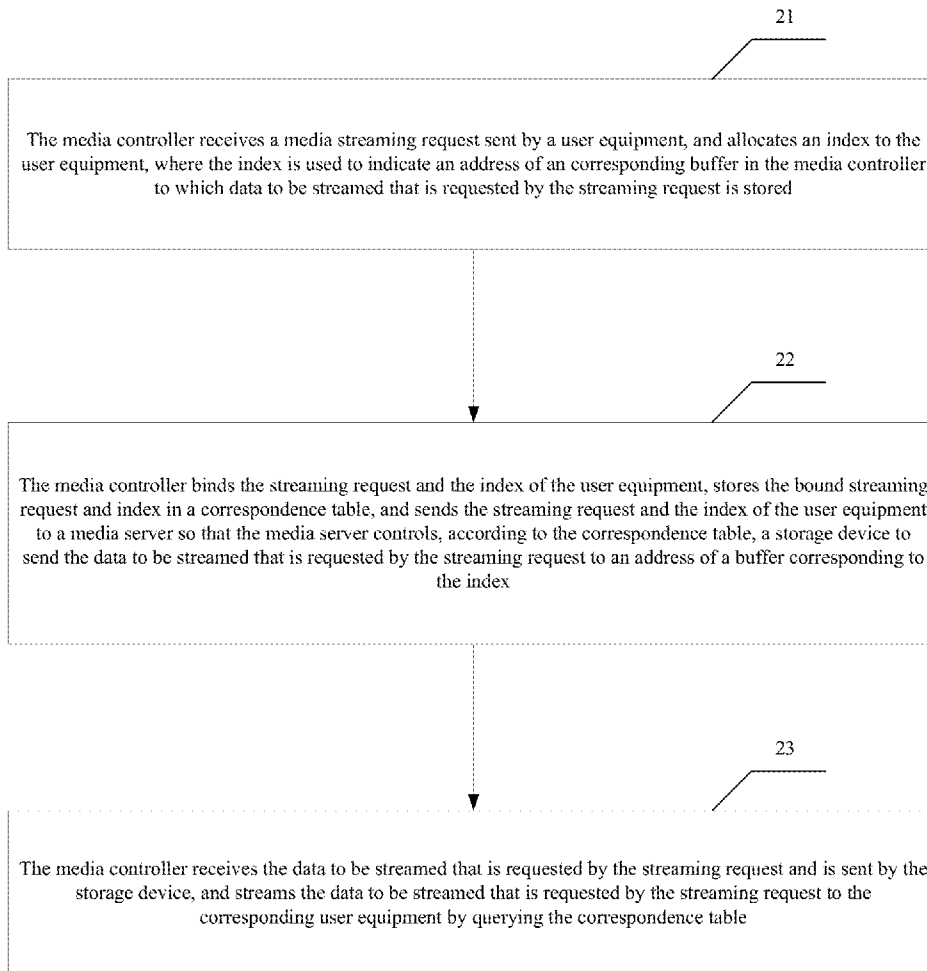 21
The media controller receives a media streaming request sent by a user equipment, and allocates an index to the
user equipment, where the index is used to indicate an address of an corresponding buffer in the media controller
to which data to be streamed that is requested by the streaming request is stored
22
The media controller binds the streaming request and the index of the user equipment, stores the bound streaming
request and index in a correspondence table, and sends the streaming request and the index of the user equipment
to a media server so that the media server controls, according to the correspondence table, a storage device to
send the data to be streamed that is requested by the streaming request to an address of a buffer corresponding to
the index
23
The media controller receives the data to be streamed that is requested by the streaming request and is sent by the
storage device, and streams the data to be streamed that is requested by the streaming request to the
corresponding user equipment by querying the correspondence table